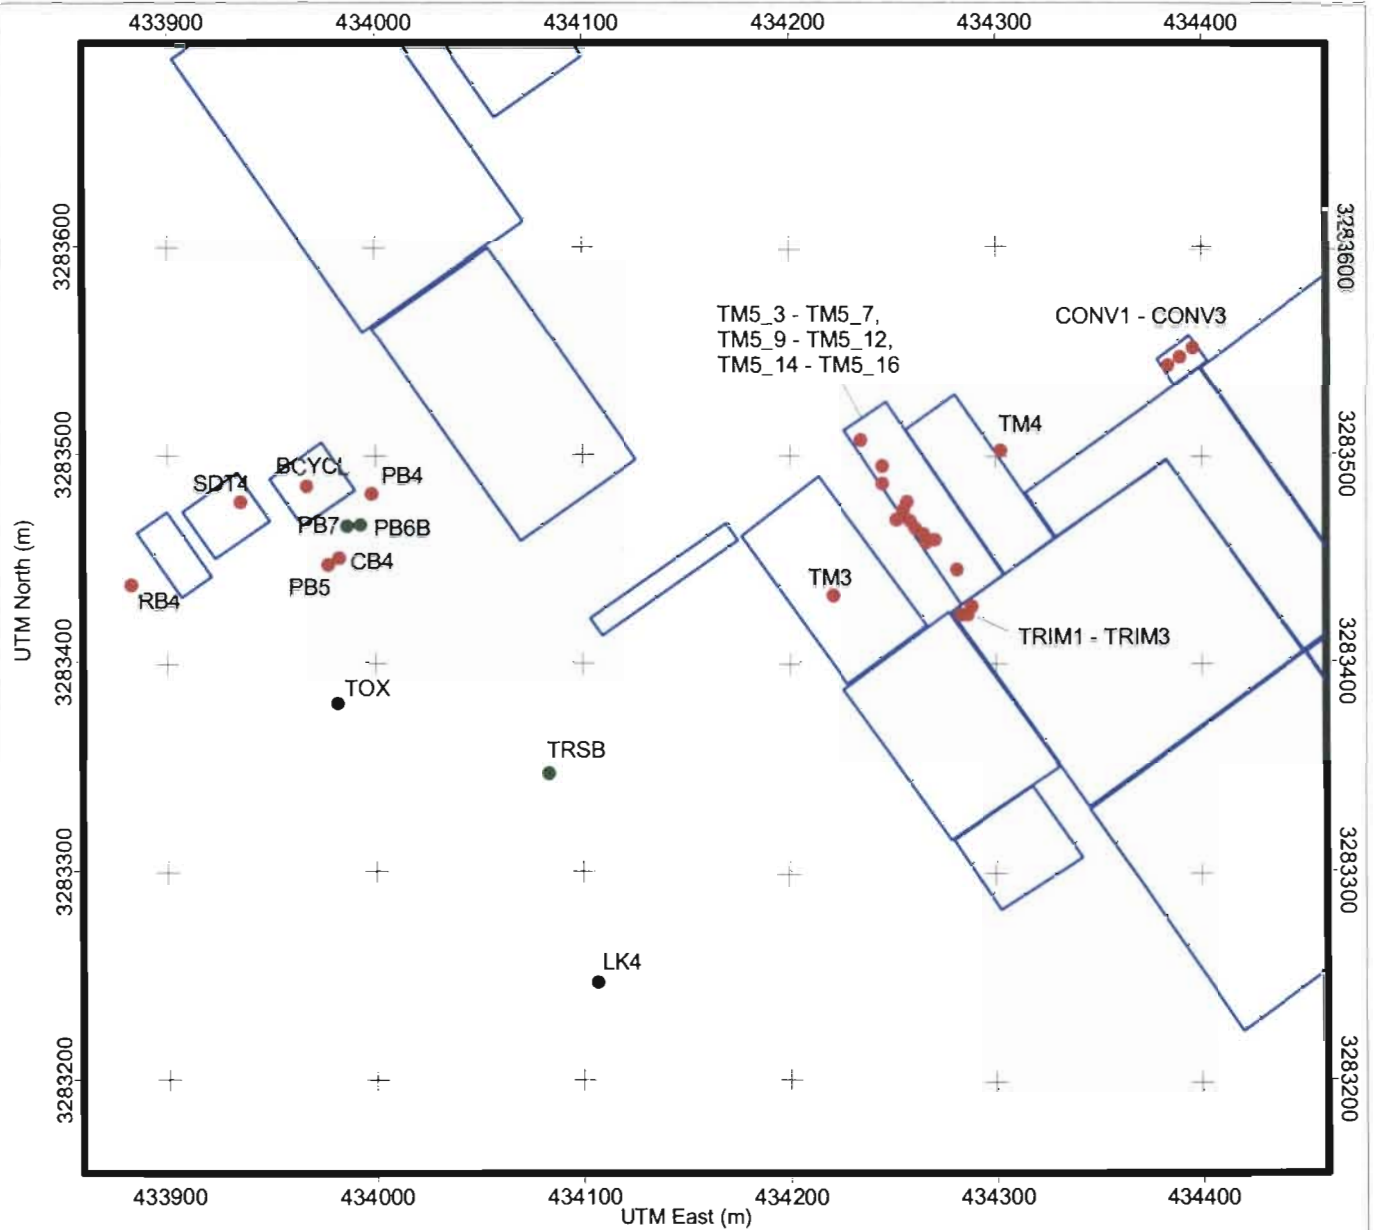 433900 434000 434100 434200 434300 434400
3283600 3283600
TM5_3 - TM5_7,
TM5_9 - TM5_12,
TM5_14 - TM5_16
CONV1 - CONV3
TM4
3283500 3283500
BCYCL
PB4
SDT4
PB7 PB6B
CB4
PB5
RB4
TM3
UTM North (m)
TRIM1 - TRIM3
3283400 3283400
TOX
TRSB
3283300 3283300
LK4
3283200 3283200
433900 434000 434100 434200 434300 434400
UTM East (m)